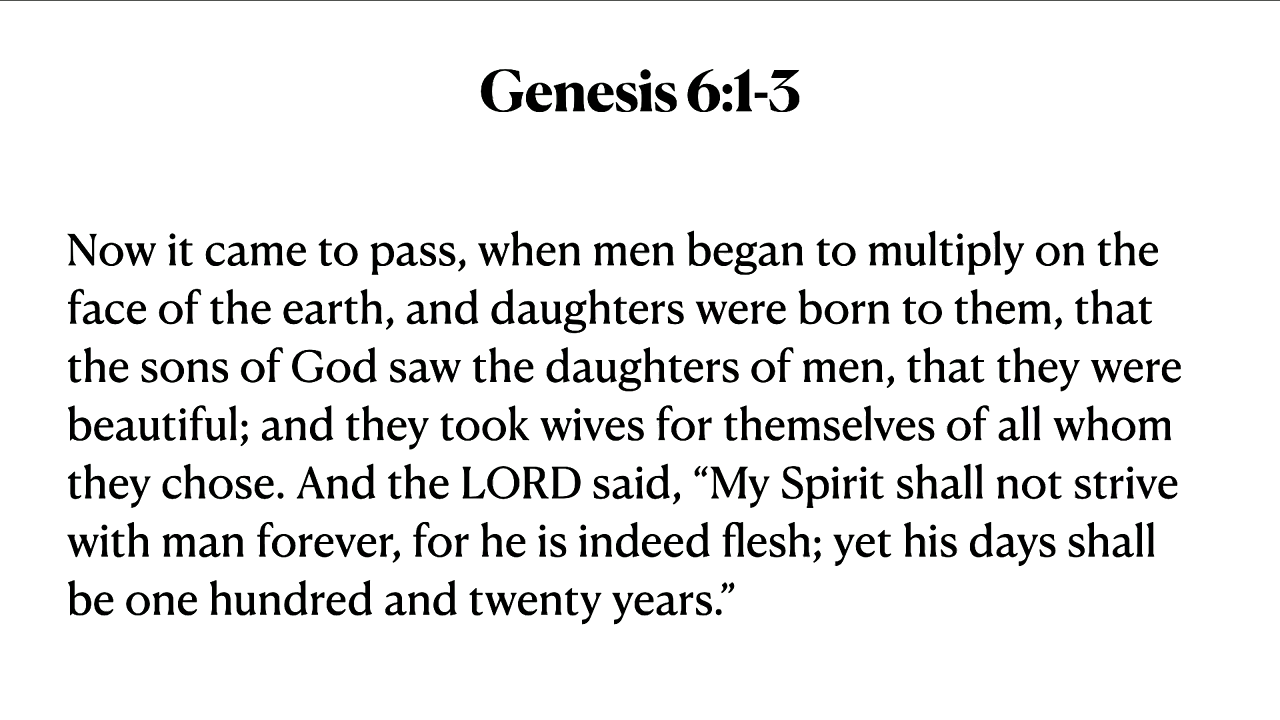 Genesis 6:1-3
Now it came to pass, when men began to multiply on the
face of the earth, and daughters were born to them, that
the sons of God saw the daughters of men, that they were
beautiful; and they took wives for themselves of all whom
they chose. And the LORD said, “My Spirit shall not strive
with man forever, for he is indeed flesh; yet his days shall
be one hundred and twenty years.”